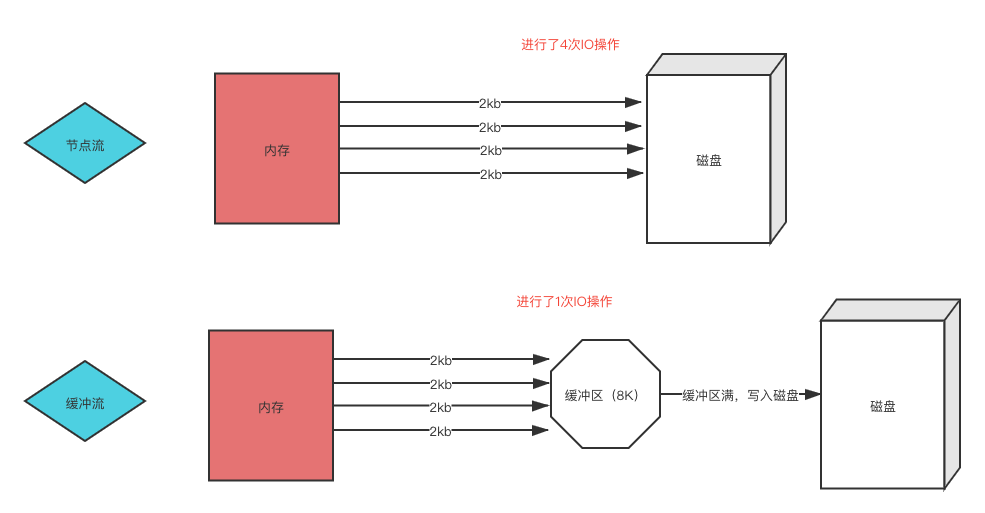 进行了4次IO操作
节点流
内存
2kb
2kb
2kb
2kb
磁盘
进行了1次IO操作
缓冲流
内存
2kb
2kb
2kb
2kb
缓冲区（8K）
缓冲区满，写入磁盘
磁盘